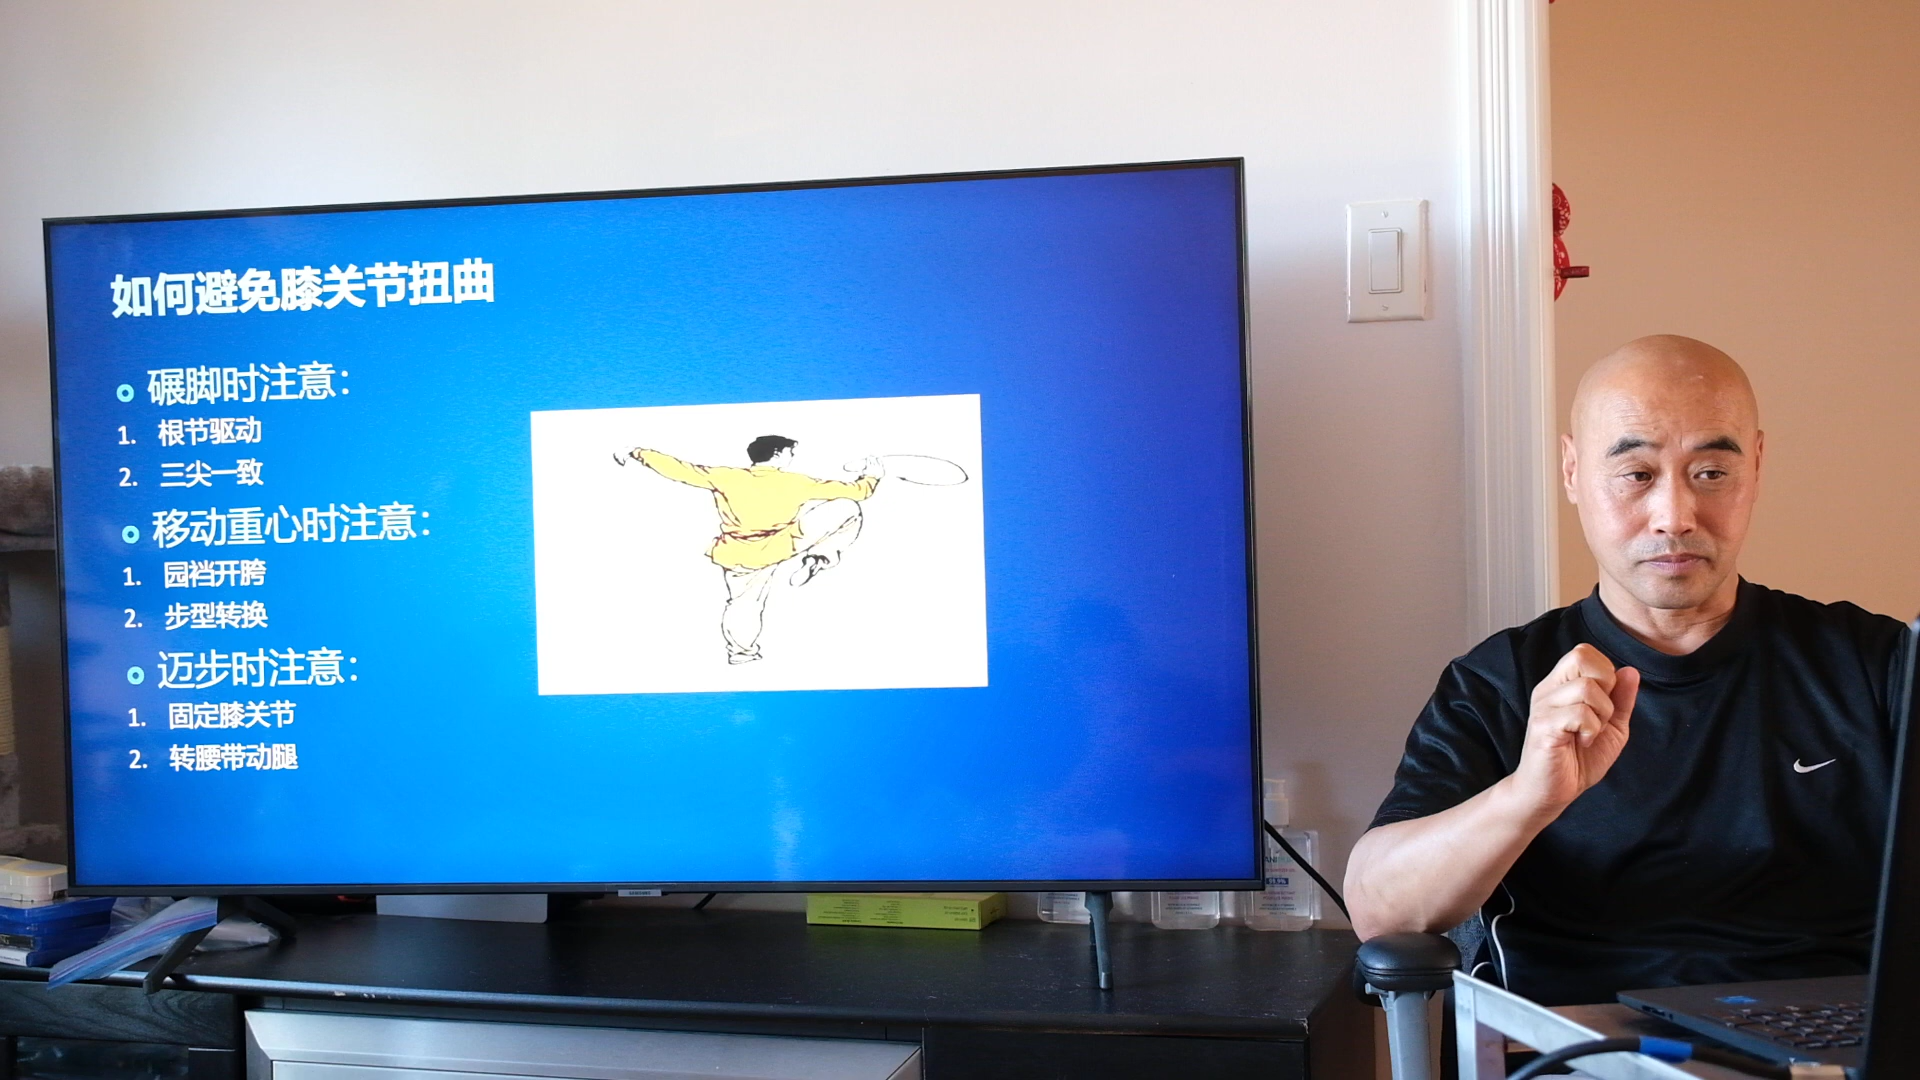 如何避免膝关节扭曲
碾脚时注意：
1. 根节驱动
2. 三尖一致
移动重心时注意：
1. 园裆开胯
2. 步型转换
迈步时注意：
1. 固定膝关节
2. 转腰带动腿
SAMSUNG